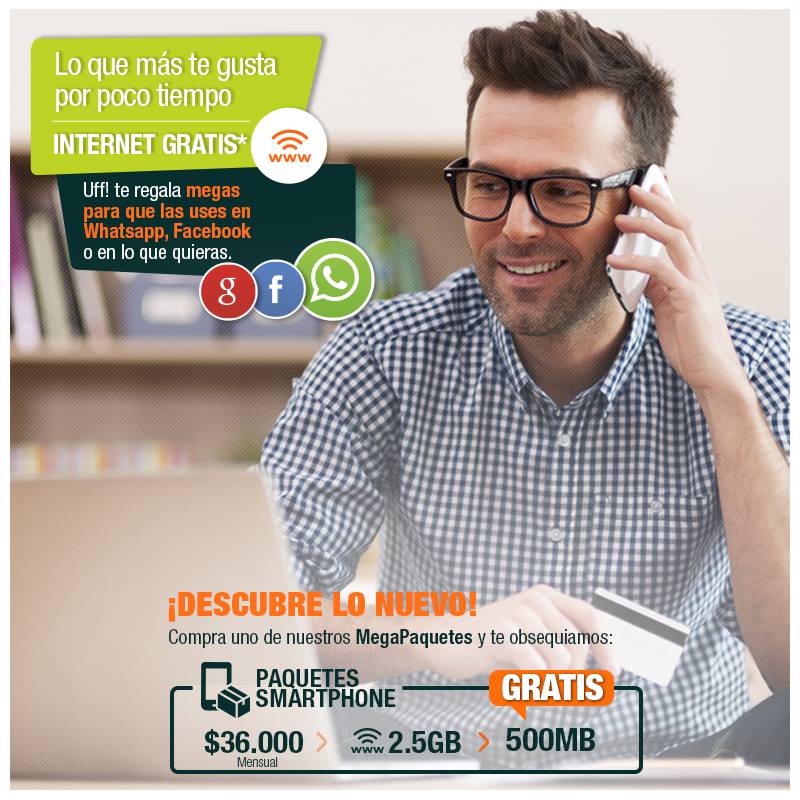 Lo que más te gusta
por poco tiempo
INTERNET GRATIS*
www
Uff! te regala megas
para que las uses en
Whatsapp, Facebook
o en lo que quieras.
g f
¡DESCUBRE LO NUEVO!
Compra uno de nuestros MegaPaquetes y te obsequiamos:
PAQUETES
SMARTPHONE
GRATIS
$36.000 > www 2.5GB > 500MB
Mensual